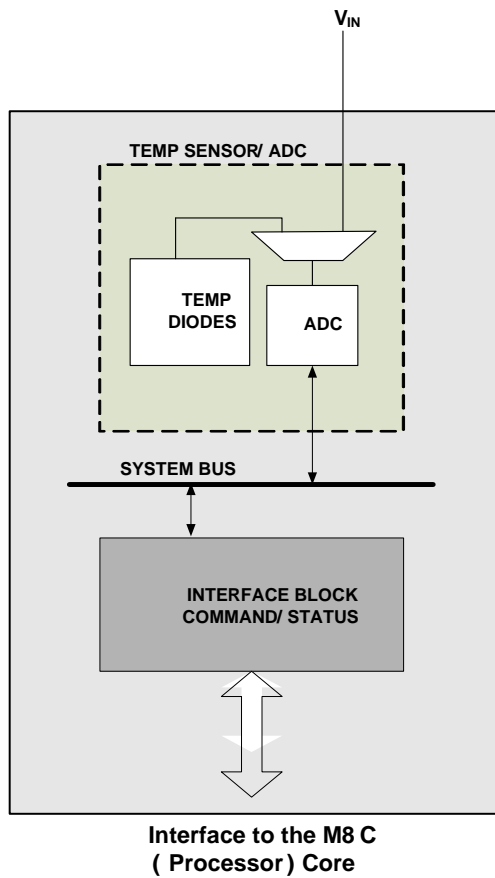 VIN
TEMP SENSOR/ ADC
TEMP
DIODES
ADC
SYSTEM BUS
INTERFACE BLOCK
COMMAND/ STATUS
Interface to the M8 C
( Processor ) Core